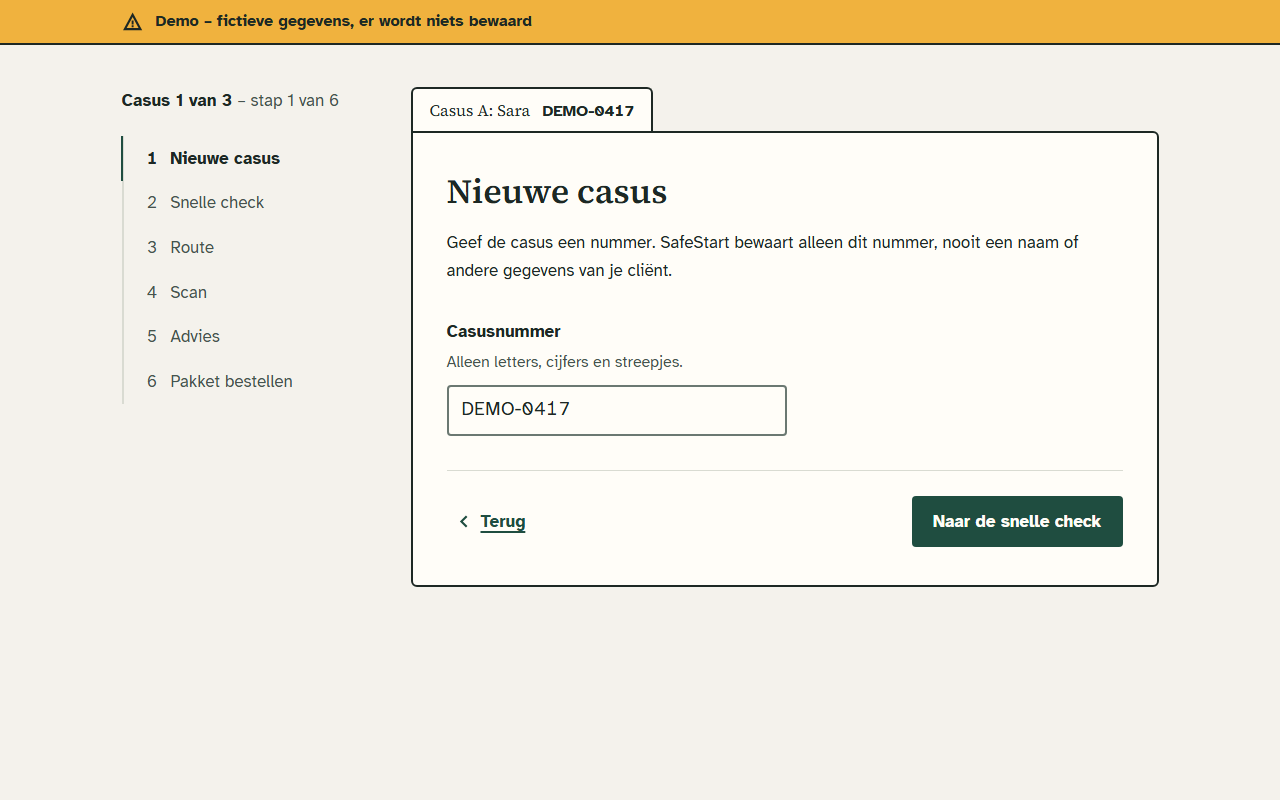 Demo – fictieve gegevens, er wordt niets bewaard
Casus 1 van 3 – stap 1 van 6
1 Nieuwe casus
2 Snelle check
3 Route
4 Scan
5 Advies
6 Pakket bestellen
Casus A: Sara DEMO-0417
Nieuwe casus
Geef de casus een nummer. SafeStart bewaart alleen dit nummer, nooit een naam of
andere gegevens van je cliënt.
Casusnummer
Alleen letters, cijfers en streepjes.
DEMO-0417
Terug
Naar de snelle check